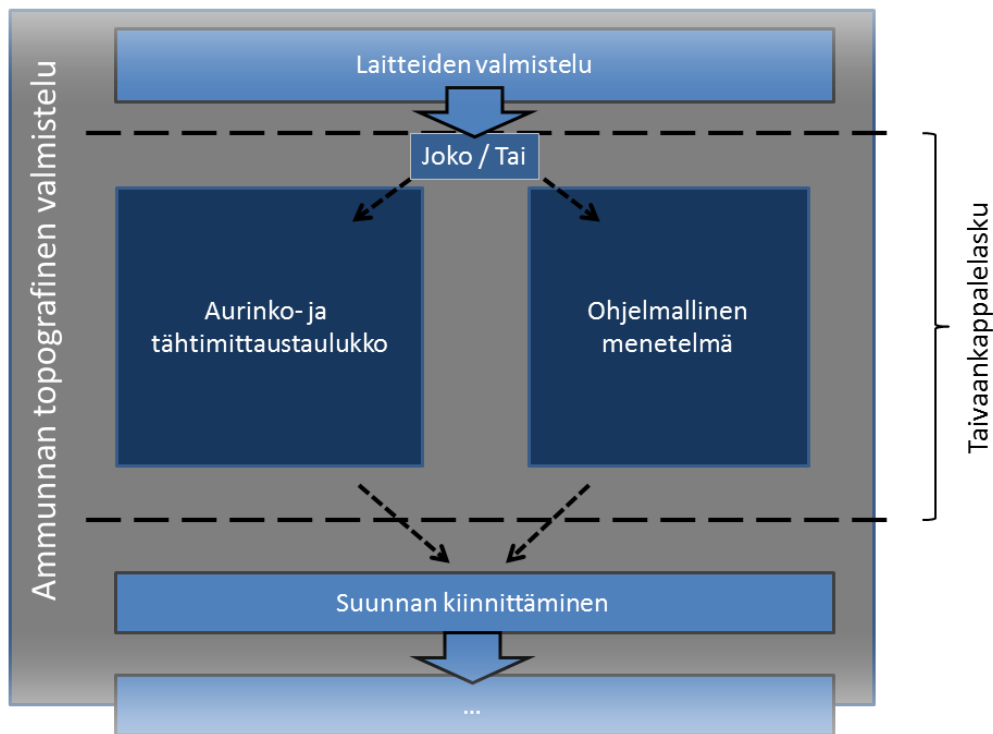 Ammunnan topografinen valmistelu
Laitteiden valmistelu
Joko / Tai
Aurinko- ja
tähtimittaustaulukko
Ohjelmallinen
menetelmä
Taivaankappalelasku
Suunnan kiinnittäminen
...